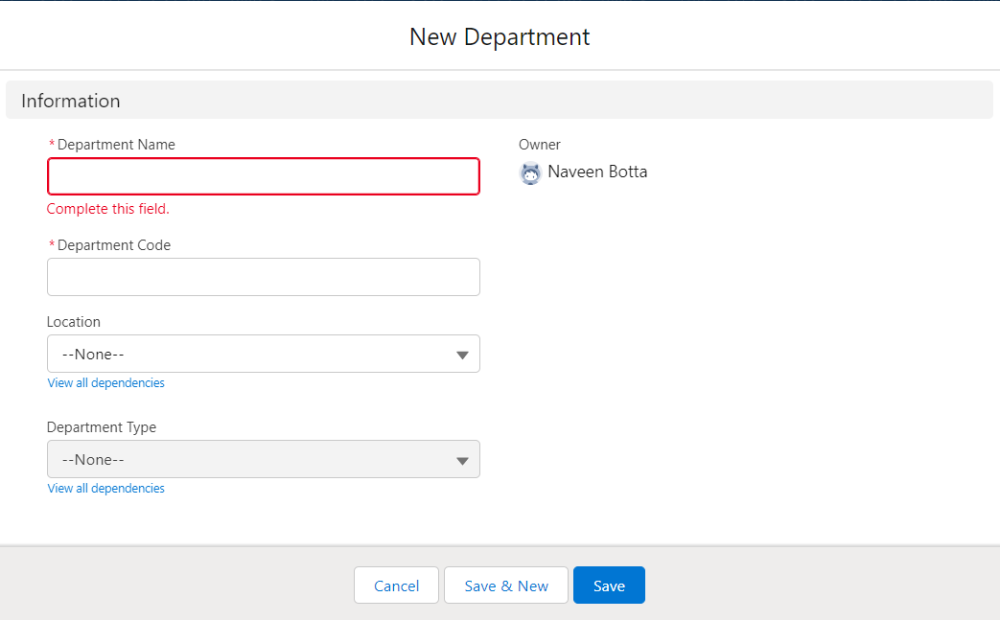 New Department
Information
*Department Name
Complete this field.
*Department Code
Location
--None--
View all dependencies
Department Type
--None--
View all dependencies
Owner
Naveen Botta
Cancel
Save & New
Save